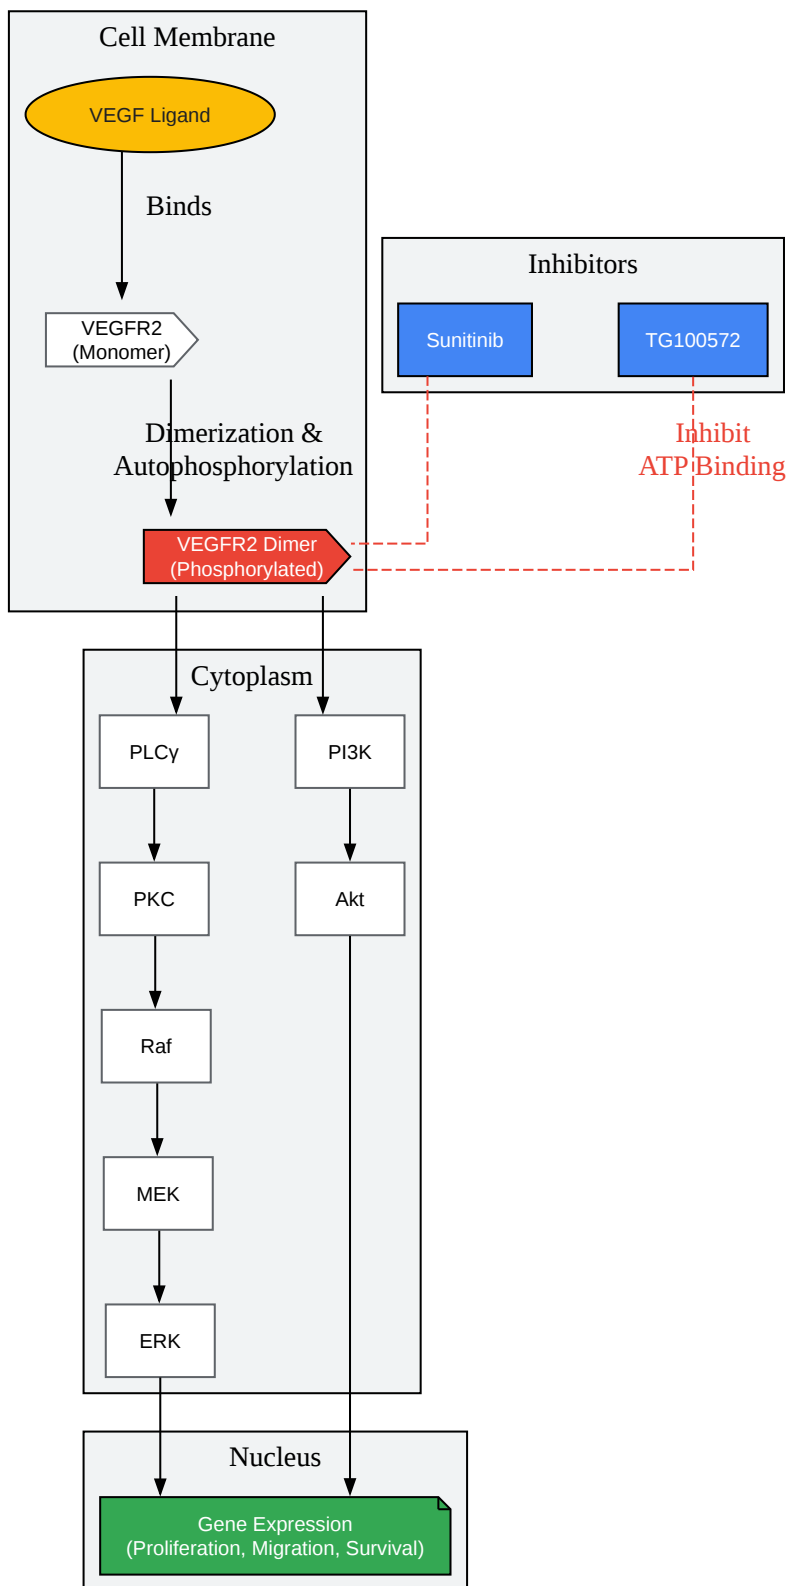 Cell Membrane
VEGF Ligand
Binds
VEGFR2
(Monomer)
Dimerization &
Autophosphorylation
VEGFR2 Dimer
(Phosphorylated)
Inhibitors
Sunitinib
TG100572
Inhibit
ATP Binding
Cytoplasm
PLCγ
PI3K
PKC
Akt
Raf
MEK
ERK
Nucleus
Gene Expression
(Proliferation, Migration, Survival)